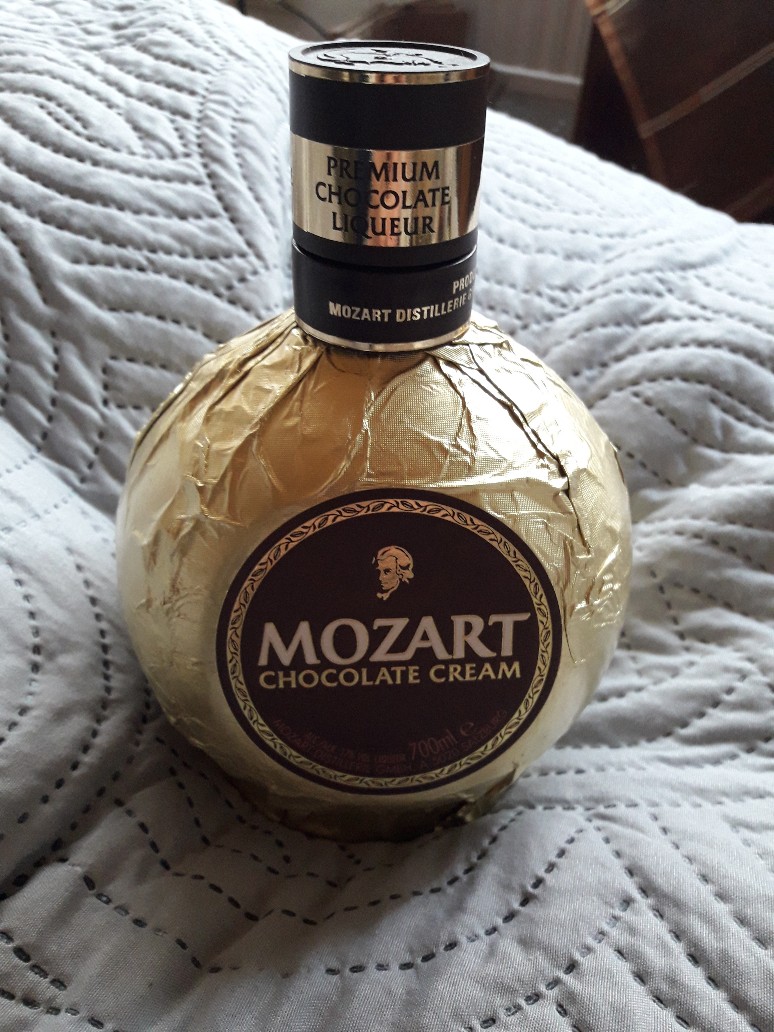 PREMIUM
CHOCOLATE
LIQUEUR
MOZART DISTILLERIE
MOZART
CHOCOLATE CREAM
700ml e